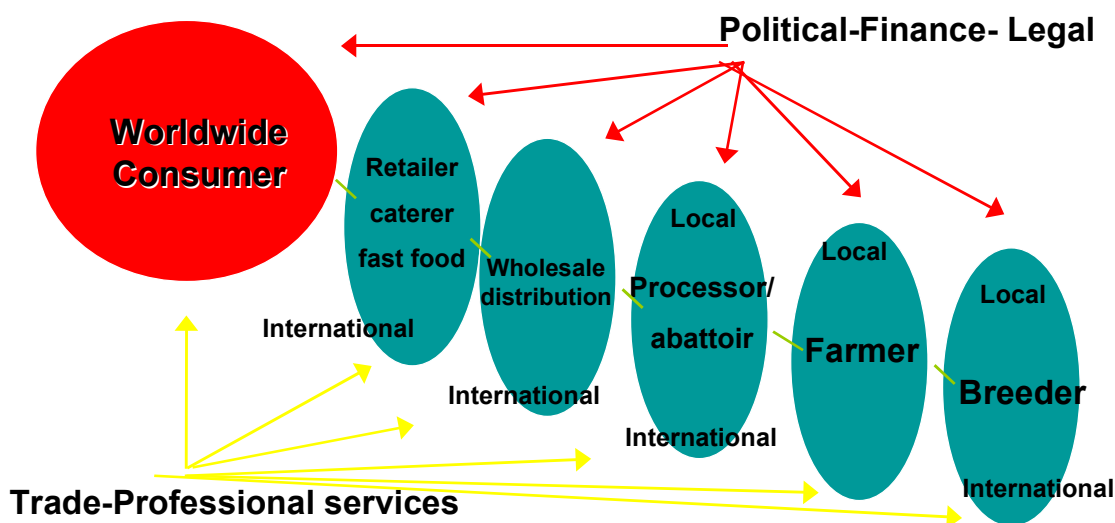 Political-Finance- Legal
Worldwide
Consumer
Retailer
caterer
fast food
International
Wholesale
distribution
International
Local
Processor/
abattoir
International
Local
Farmer
Local
Breeder
International
Trade-Professional services